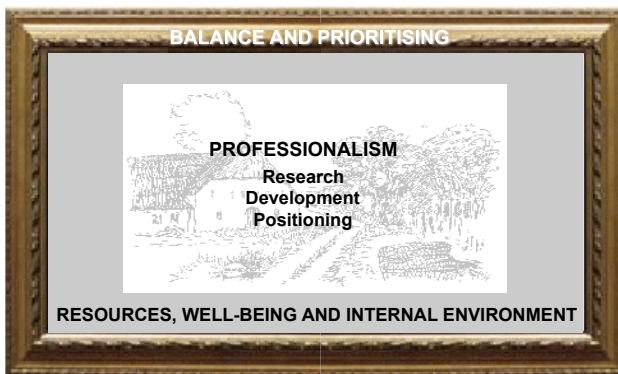 BALANCE AND PRIORITISING
PROFESSIONALISM
Research
Development
Positioning
RESOURCES, WELL-BEING AND INTERNAL ENVIRONMENT